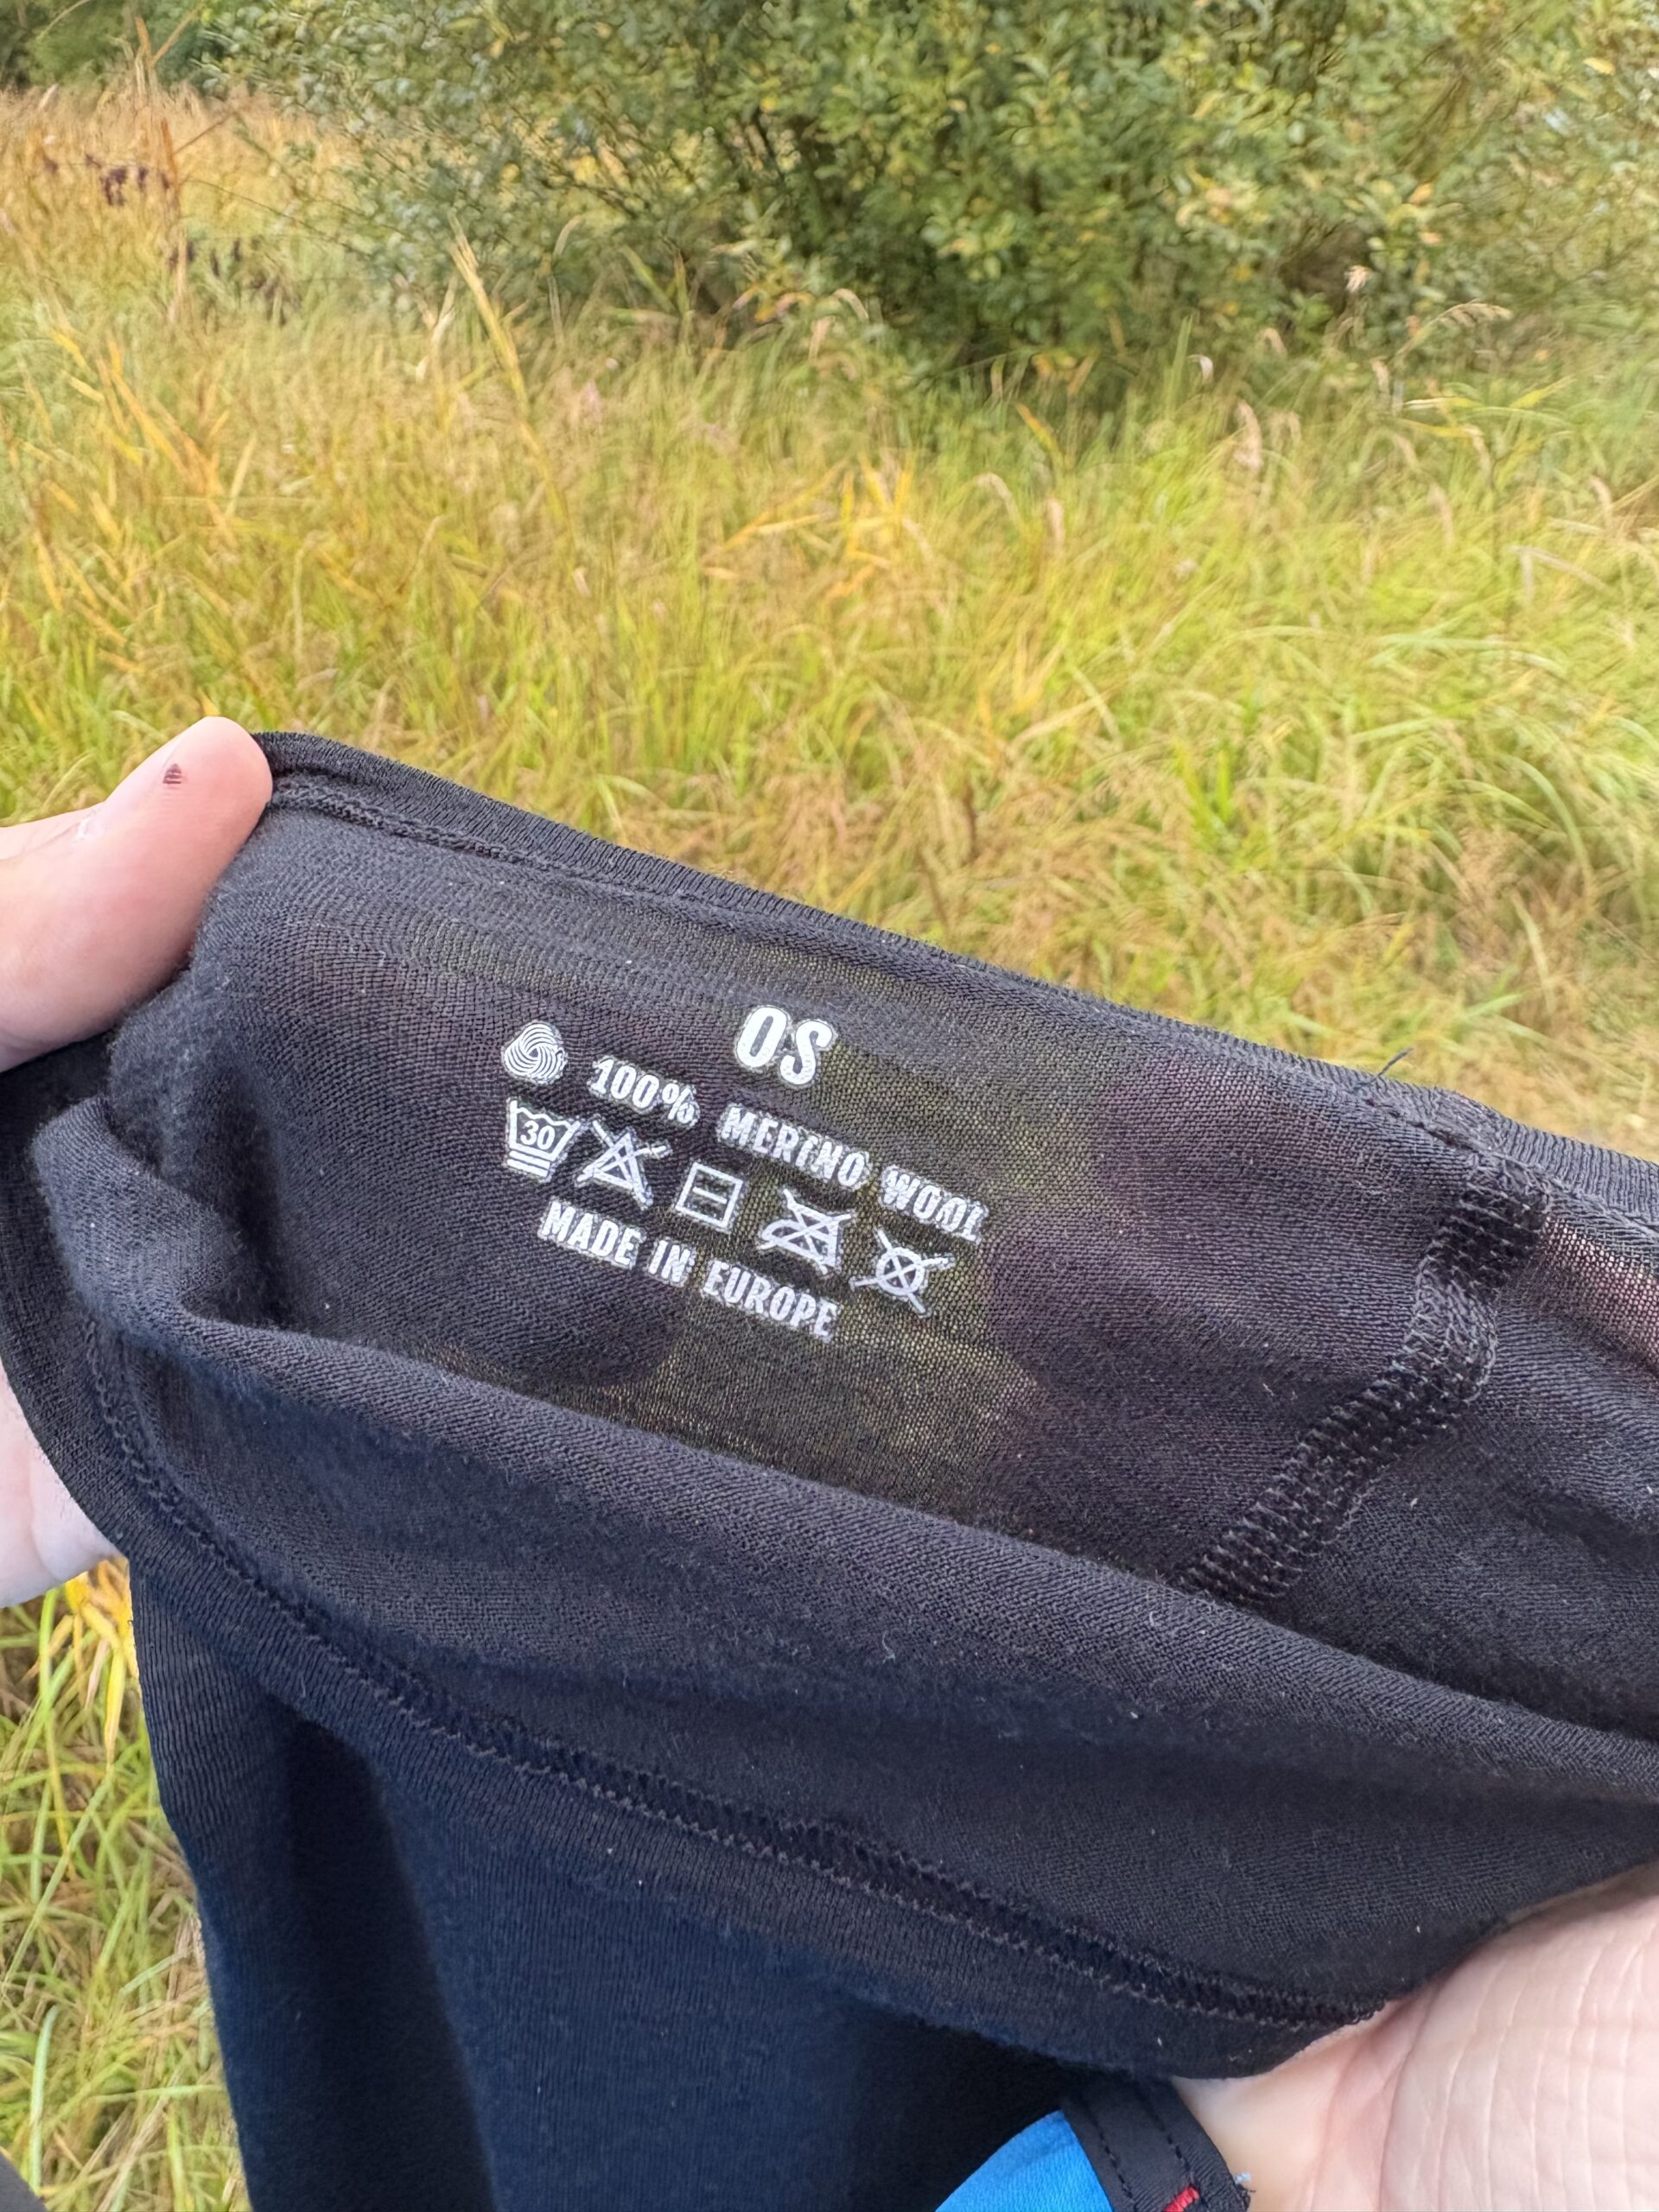 OS
100% MERINO WOOL
30
MADE IN EUROPE